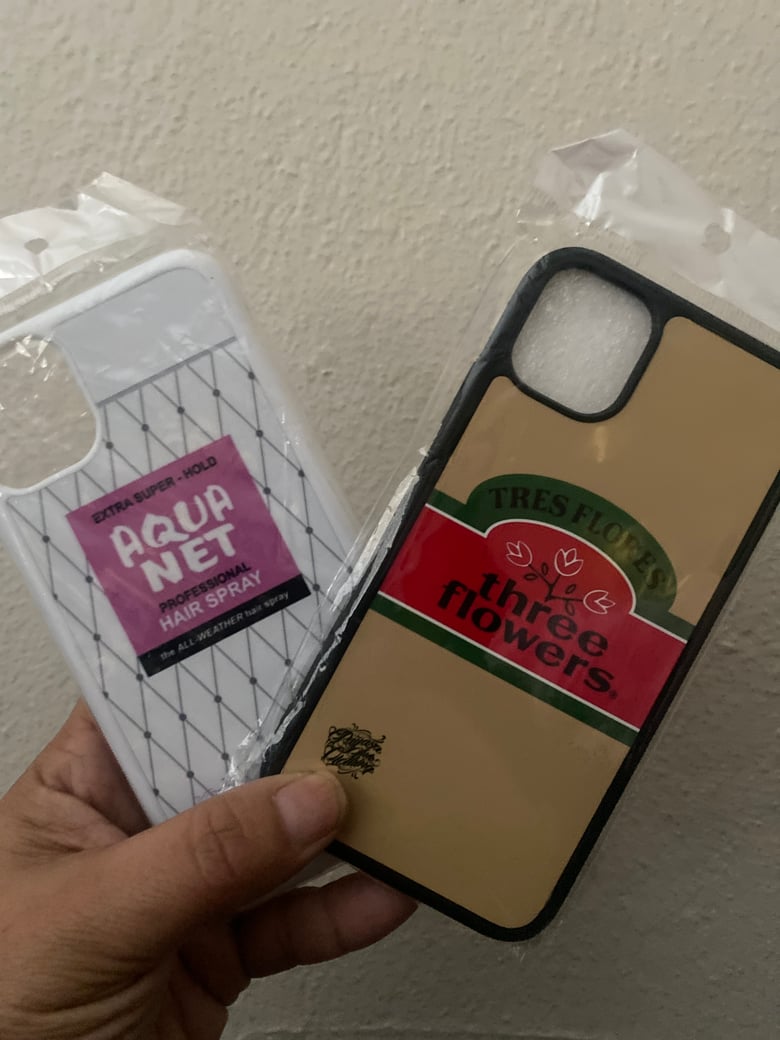 EXTRA SUPER - HOLD
AQUA
NET
PROFESSIONAL
HAIR SPRAY
the ALL-WEATHER hair spray
TRES FLORES
three
flowers®